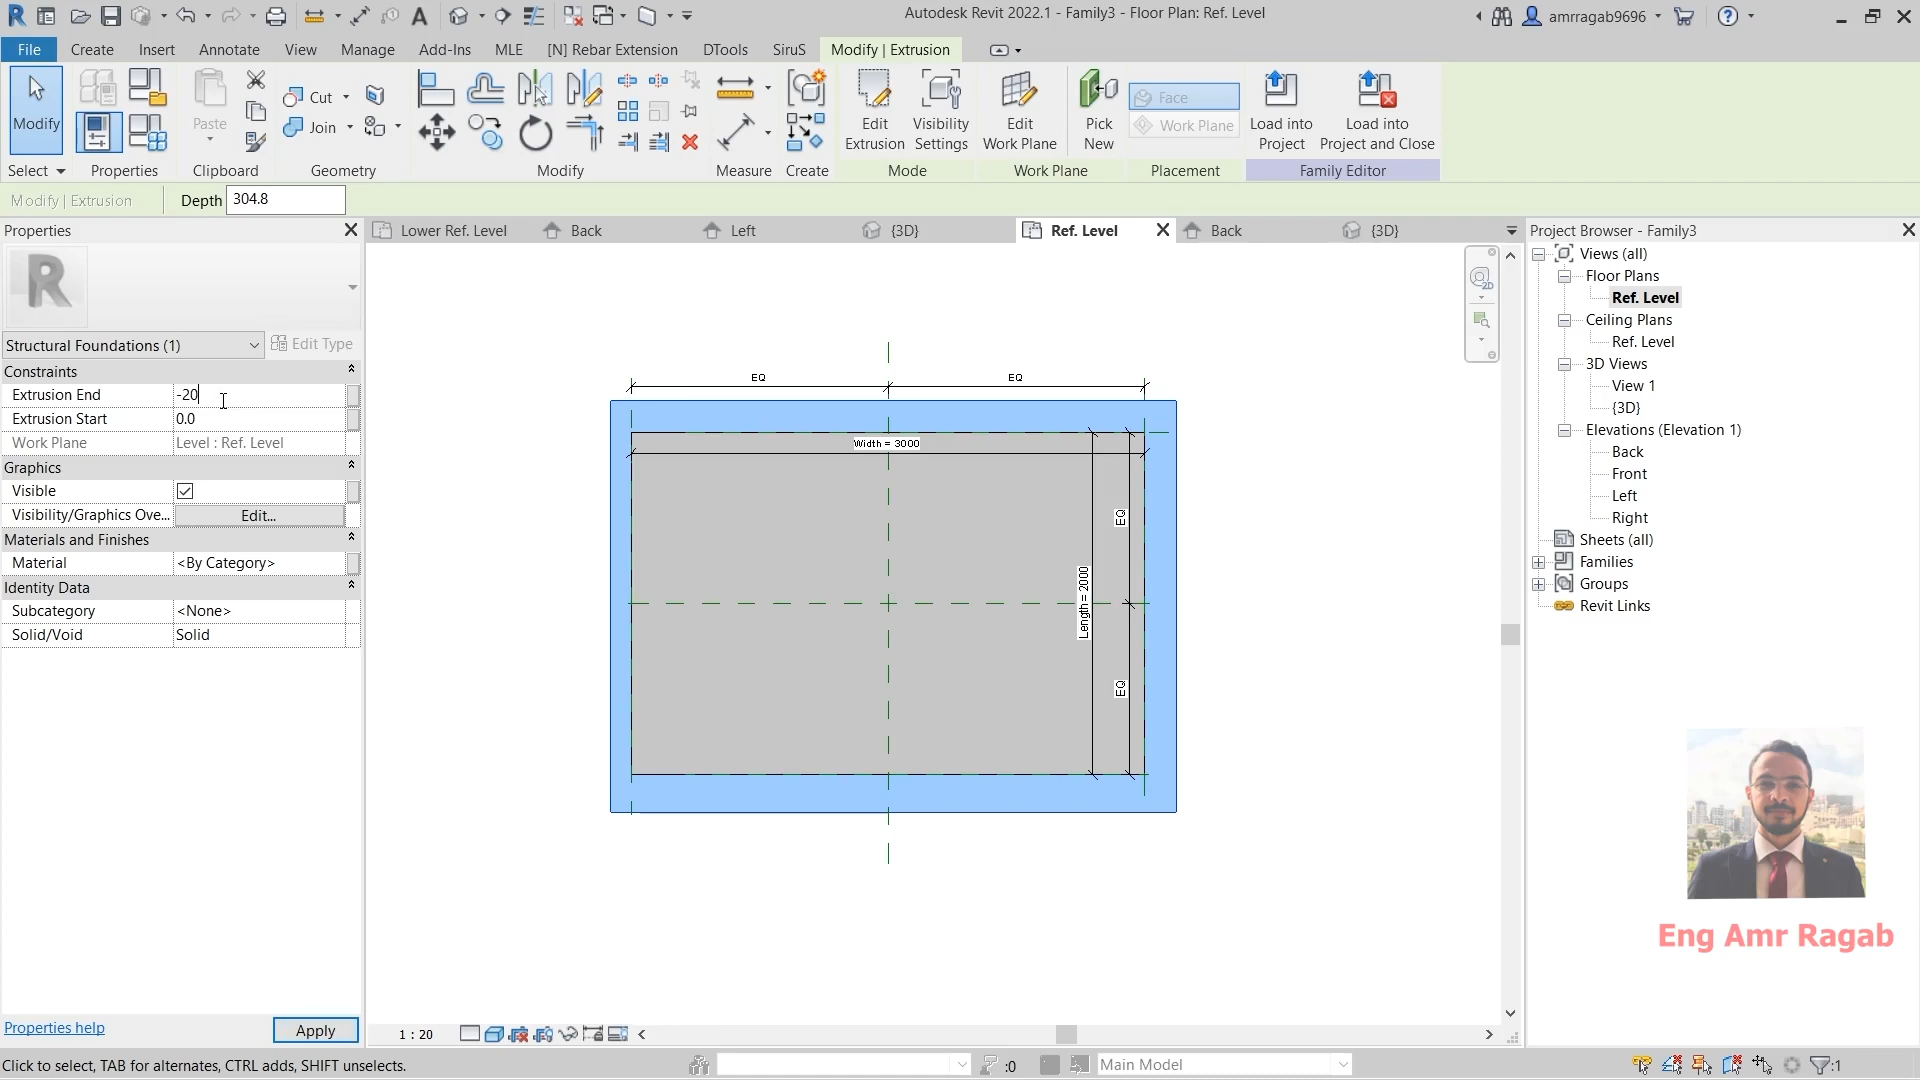 Autodesk Revit 2022.1 - Family3 - Floor Plan: Ref. Level
amrragab9696
File Create Insert Annotate View Manage Add-Ins MLE [N] Rebar Extension DTools SiruS Modify | Extrusion
Modify
Paste
Cut
Join
Edit Extrusion
Visibility Settings
Edit Work Plane
Pick New
Face
Work Plane
Load into Project
Load into Project and Close
Select Properties Clipboard Geometry Modify Measure Create Mode Work Plane Placement Family Editor
Modify | Extrusion Depth 304.8
Properties
R
Structural Foundations (1) Edit Type
Constraints
Extrusion End -20
Extrusion Start 0.0
Work Plane Level : Ref. Level
Graphics
Visible
Visibility/Graphics Ove... Edit...
Materials and Finishes
Material <By Category>
Identity Data
Subcategory <None>
Solid/Void Solid
Properties help Apply
Lower Ref. Level Back Left {3D} Ref. Level Back {3D}
2D
EQ EQ
Width = 3000
EQ
Length = 2000
EQ
1 : 20
Project Browser - Family3
Views (all)
Floor Plans
Ref. Level
Ceiling Plans
Ref. Level
3D Views
View 1
{3D}
Elevations (Elevation 1)
Back
Front
Left
Right
Sheets (all)
Families
Groups
Revit Links
Eng Amr Ragab
Click to select, TAB for alternates, CTRL adds, SHIFT unselects.
:0
Main Model
:1